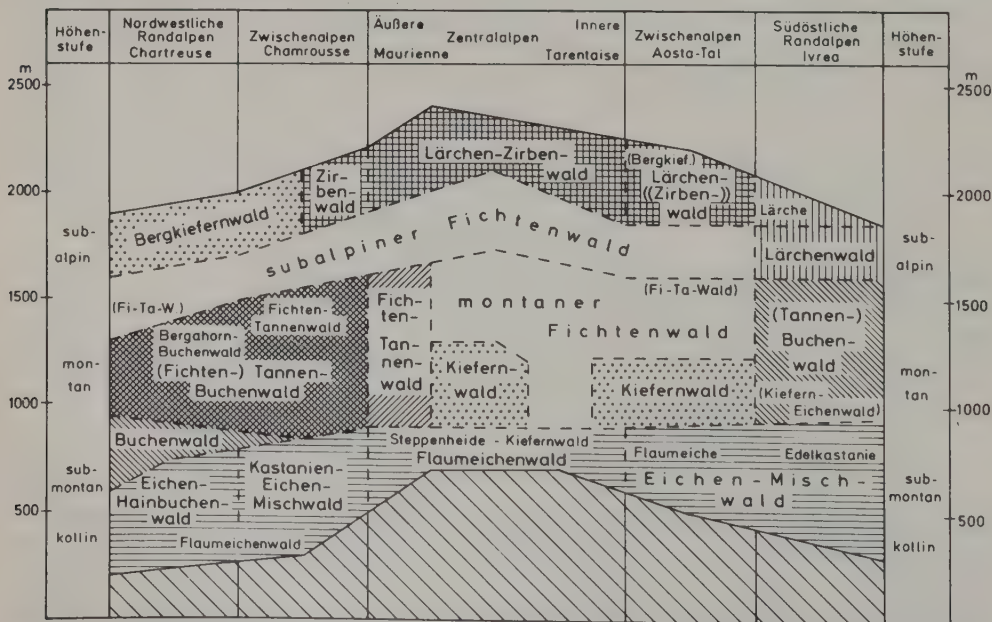 Höhen-
stufe
Nordwestliche
Randalpen
Chartreuse
Zwischenalpen
Chamrousse
Äußere
Maurienne
Zentralalpen
Innere
Tarentaise
Zwischenalpen
Aosta-Tal
Südöstliche
Randalpen
Ivrea
Höhen-
stufe
m
2500
2000
sub-
alpin
1500
mon-
tan
1000
sub-
montan
500
kollin
Bergkiefernwald
Zir-
ben-
wald
Lärchen-Zirben-
wald
(Bergkief.)
Lärchen-
((Zirben-))
wald
Lärche
Lärchenwald
subalpiner Fichtenwald
(Fi-Ta-W.)
Fichten-
Tannenwald
Bergahorn-
Buchenwald
(Fichten-) Tannen-
Buchenwald
Fich-
ten-
Tan-
nen-
wald
montaner
Fichtenwald
(Fi-Ta-Wald)
Kiefern-
wald
Kiefernwald
(Tannen-)
Buchen-
wald
(Kiefern-
Eichenwald)
Buchenwald
Eichen-
Hainbuchen-
wald
Kastanien-
Eichen-
Mischwald
Flaumeichenwald
Steppenheide - Kiefernwald
Flaumeichenwald
Flaumeiche
Edelkastanie
Eichen-Misch-
wald
m
2500
2000
sub-
alpin
1500
mon-
tan
1000
sub-
montan
500
kollin